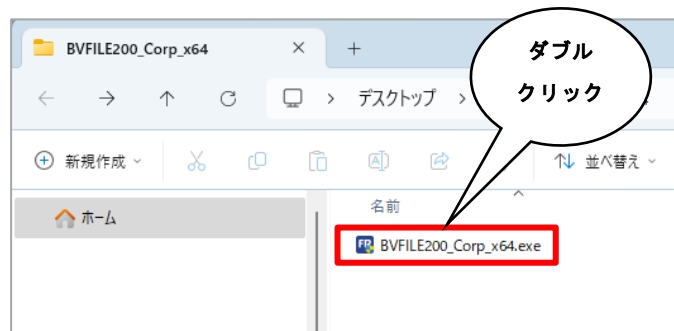 BVFILE200_Corp_x64
ダブル
クリック
デスクトップ
新規作成
並べ替え
ホーム
名前
BVFILE200_Corp_x64.exe